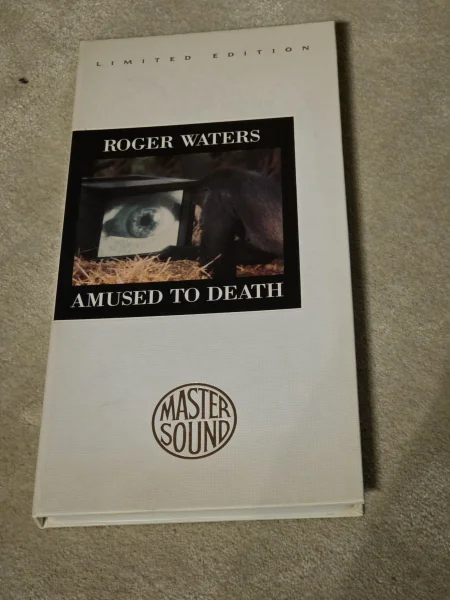 LIMITED EDITION
ROGER WATERS
AMUSED TO DEATH
MASTER
SOUND